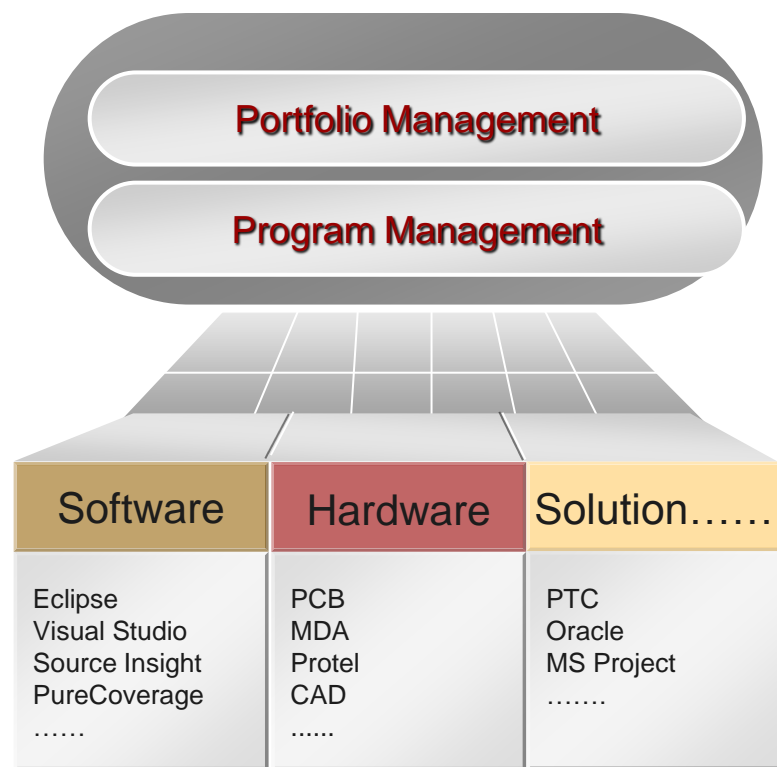 Portfolio Management
Program Management
Software
Eclipse
Visual Studio
Source Insight
PureCoverage
……
Hardware
PCB
MDA
Protel
CAD
......
Solution……
PTC
Oracle
MS Project
…….